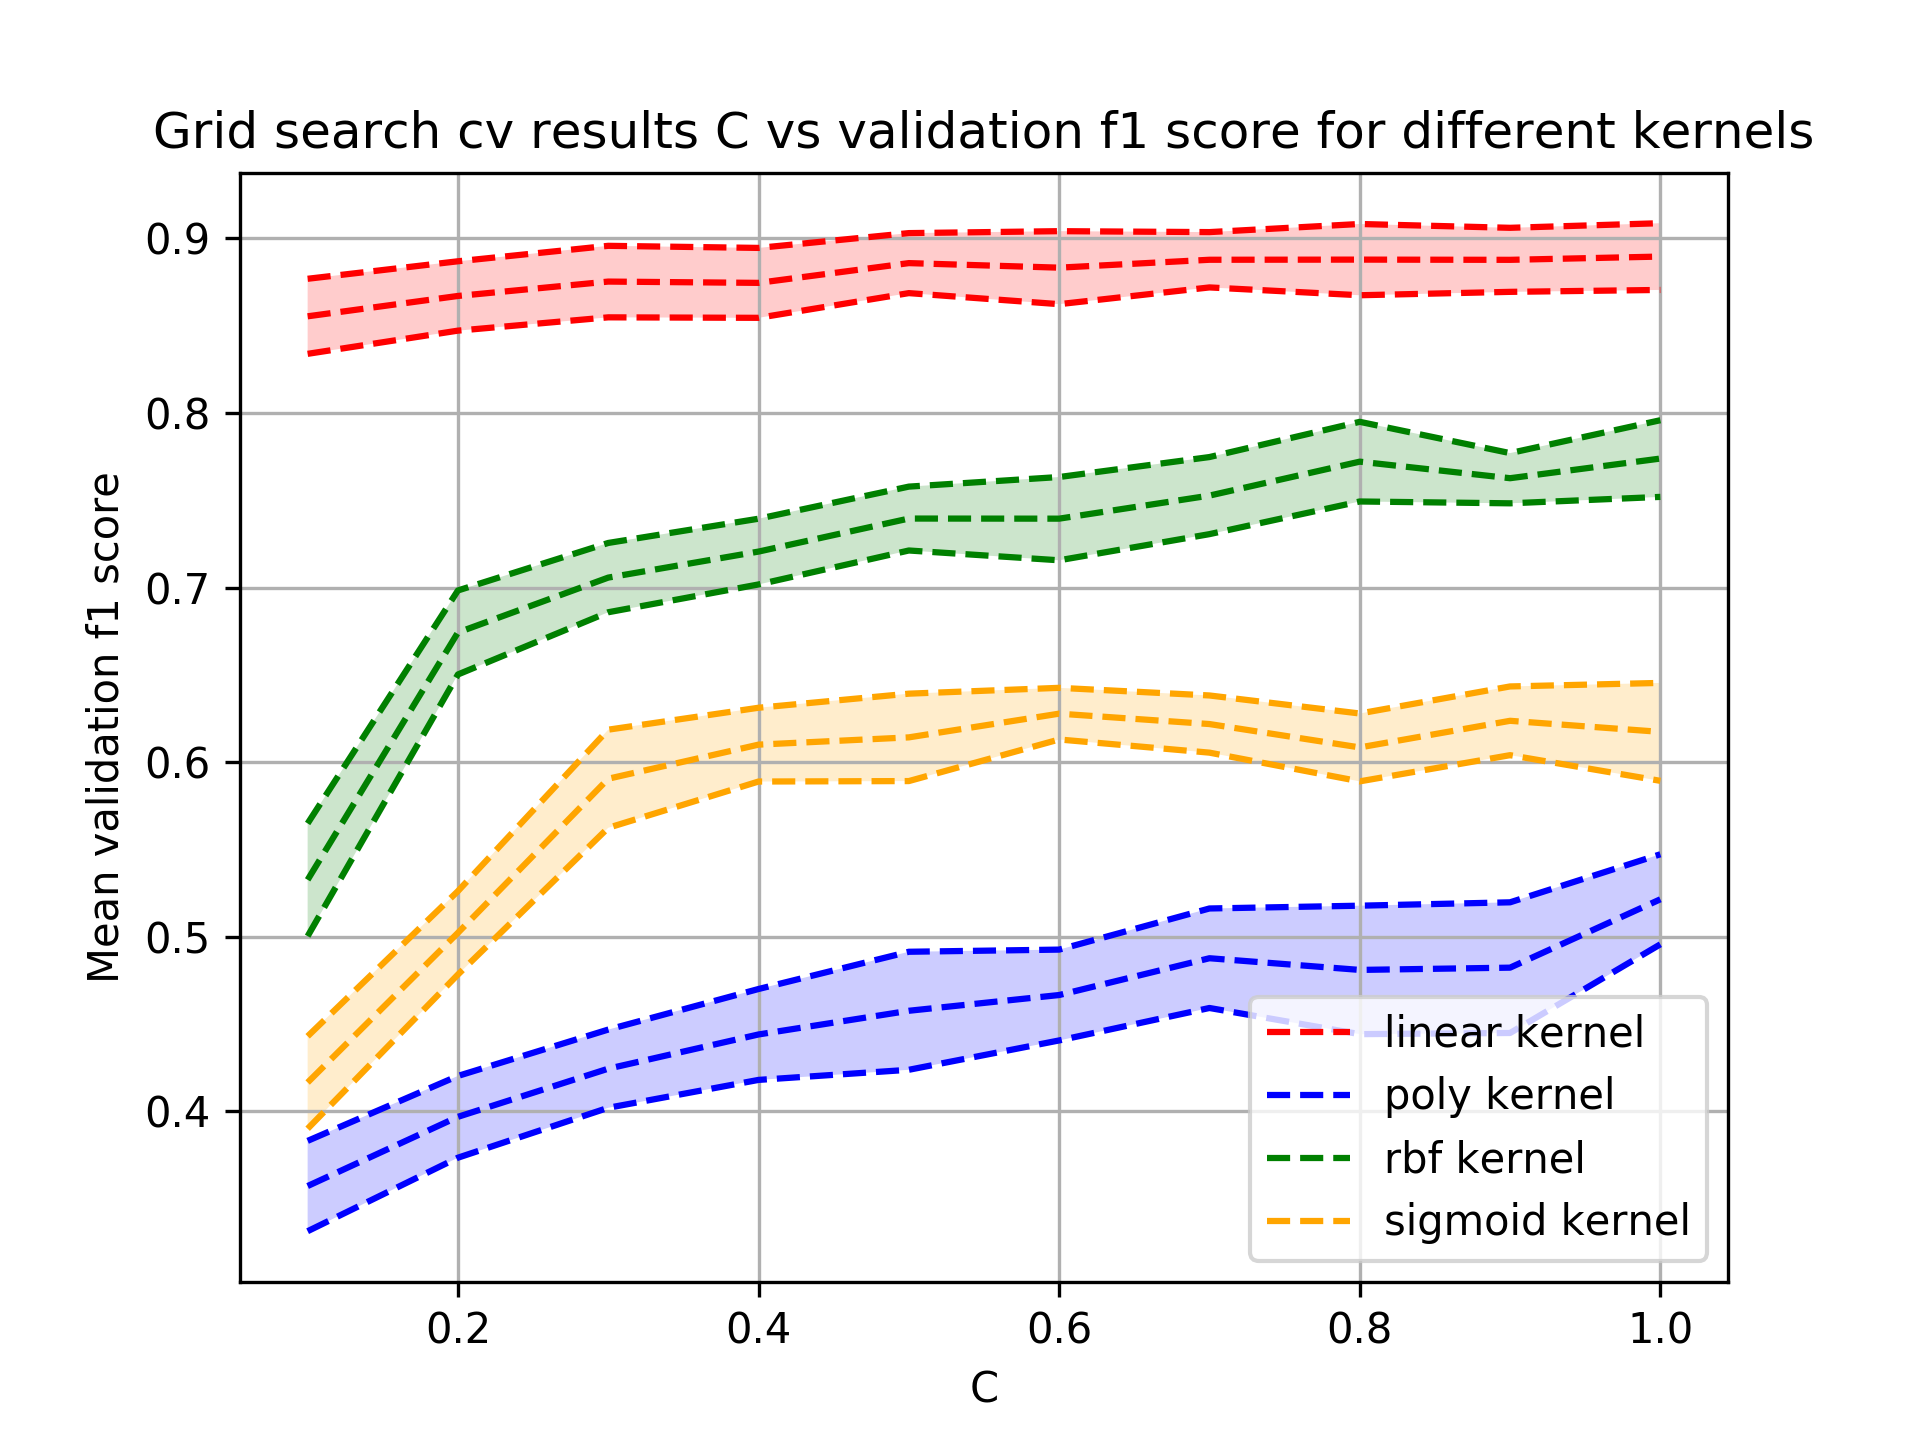 Grid search cv results C vs validation f1 score for different kernels
Mean validation f1 score
0.9
0.8
0.7
0.6
0.5
0.4
linear kernel
poly kernel
rbf kernel
sigmoid kernel
0.2 0.4 0.6 0.8 1.0
C